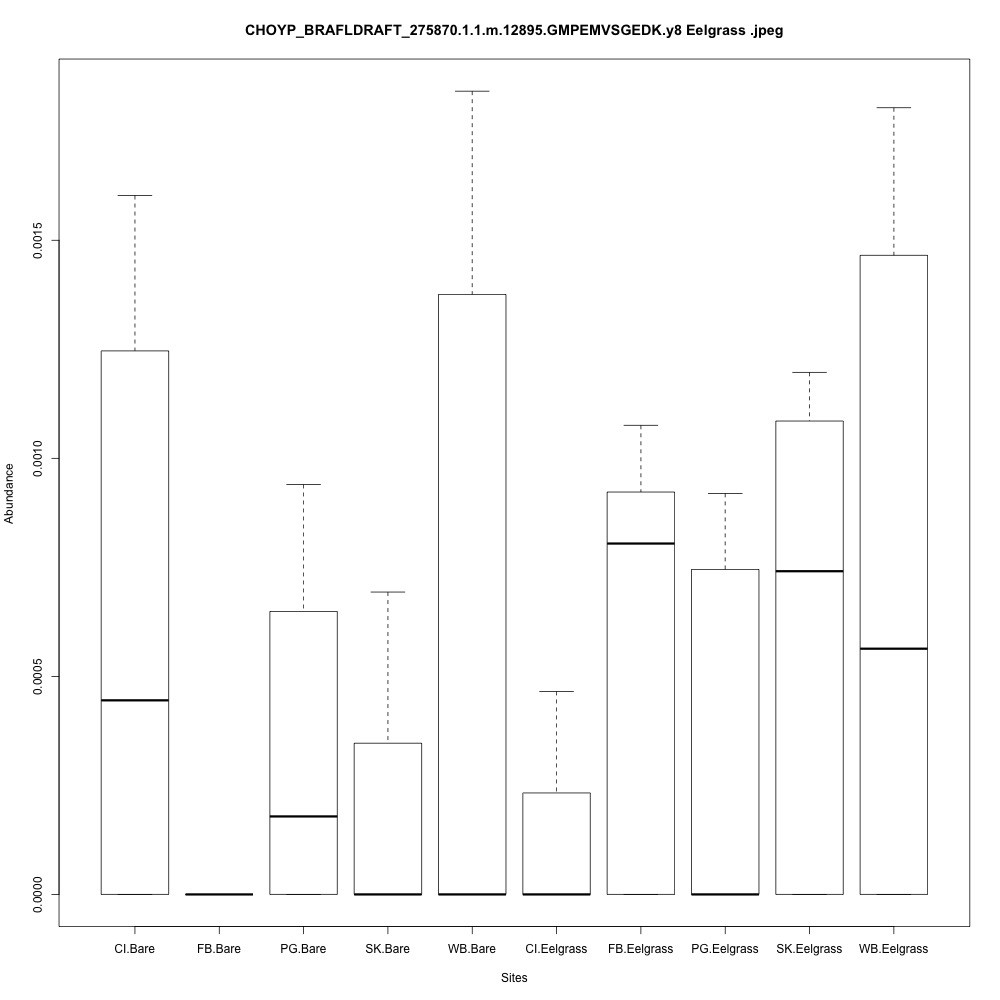 CHOYP_BRAFLDRAFT_275870.1.1.m.12895.GMPEMVSGEDK.y8 Eelgrass .jpeg
Abundance
0.0015
0.0010
0.0005
0.0000
CI.Bare FB.Bare PG.Bare SK.Bare WB.Bare CI.Eelgrass FB.Eelgrass PG.Eelgrass SK.Eelgrass WB.Eelgrass
Sites